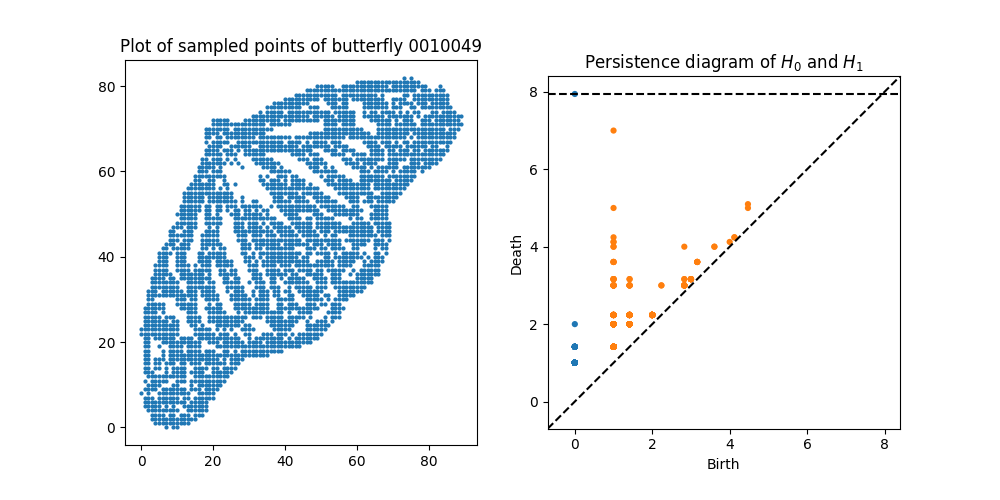 Plot of sampled points of butterfly 0010049
80
60
40
20
0
0 20 40 60 80
Persistence diagram of $H_0$ and $H_1$
Death
8
6
4
2
0
0 2 4 6 8
Birth